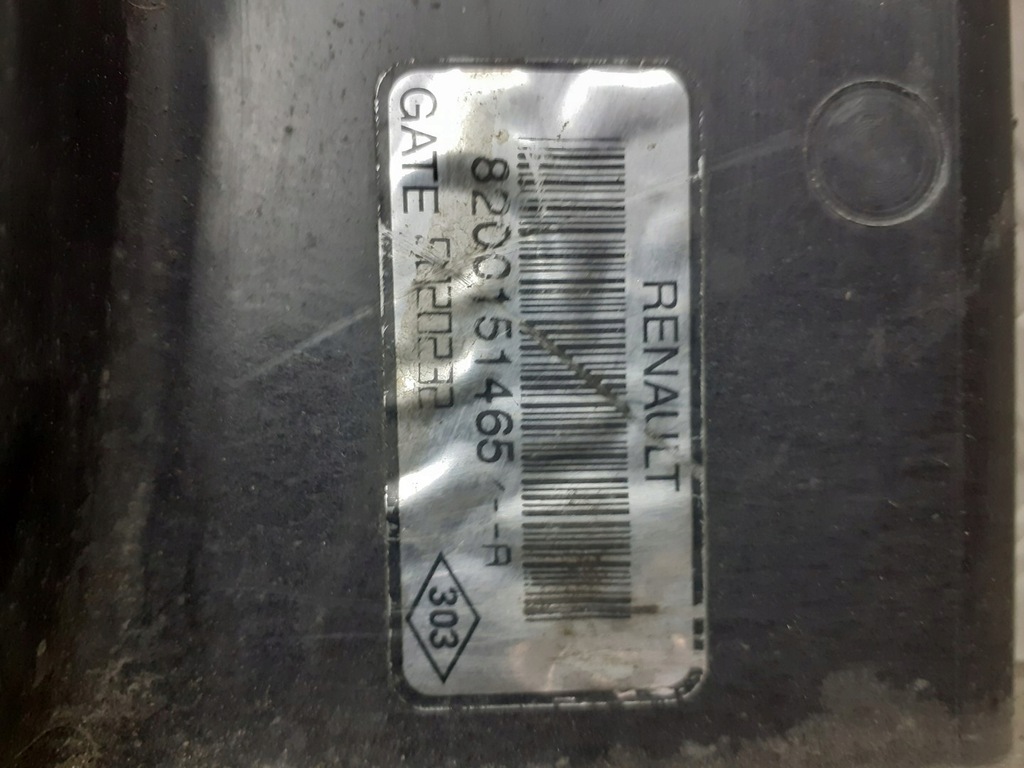 RENAULT
8200151465 --A
GATE
303